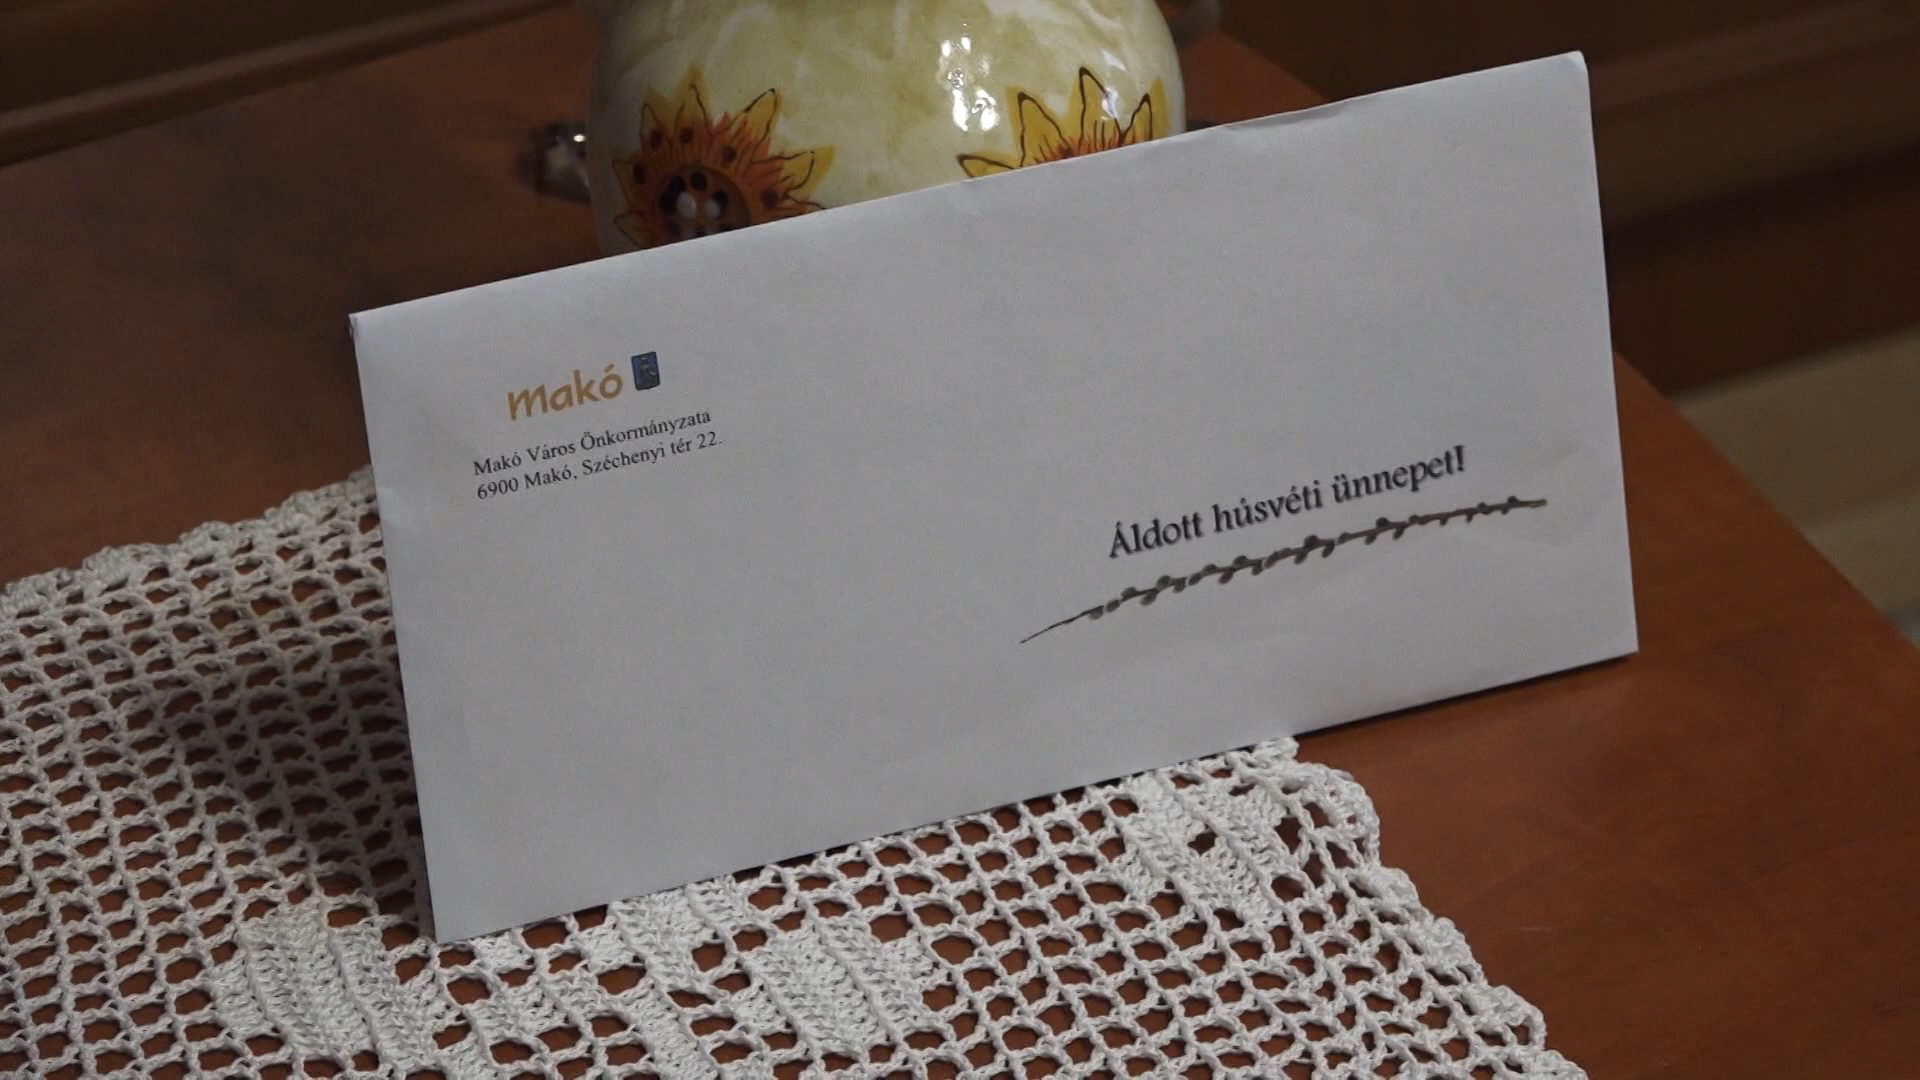 makó
Makó Város Önkormányzata
6900 Makó, Széchenyi tér 22.
Áldott húsvéti ünnepet!